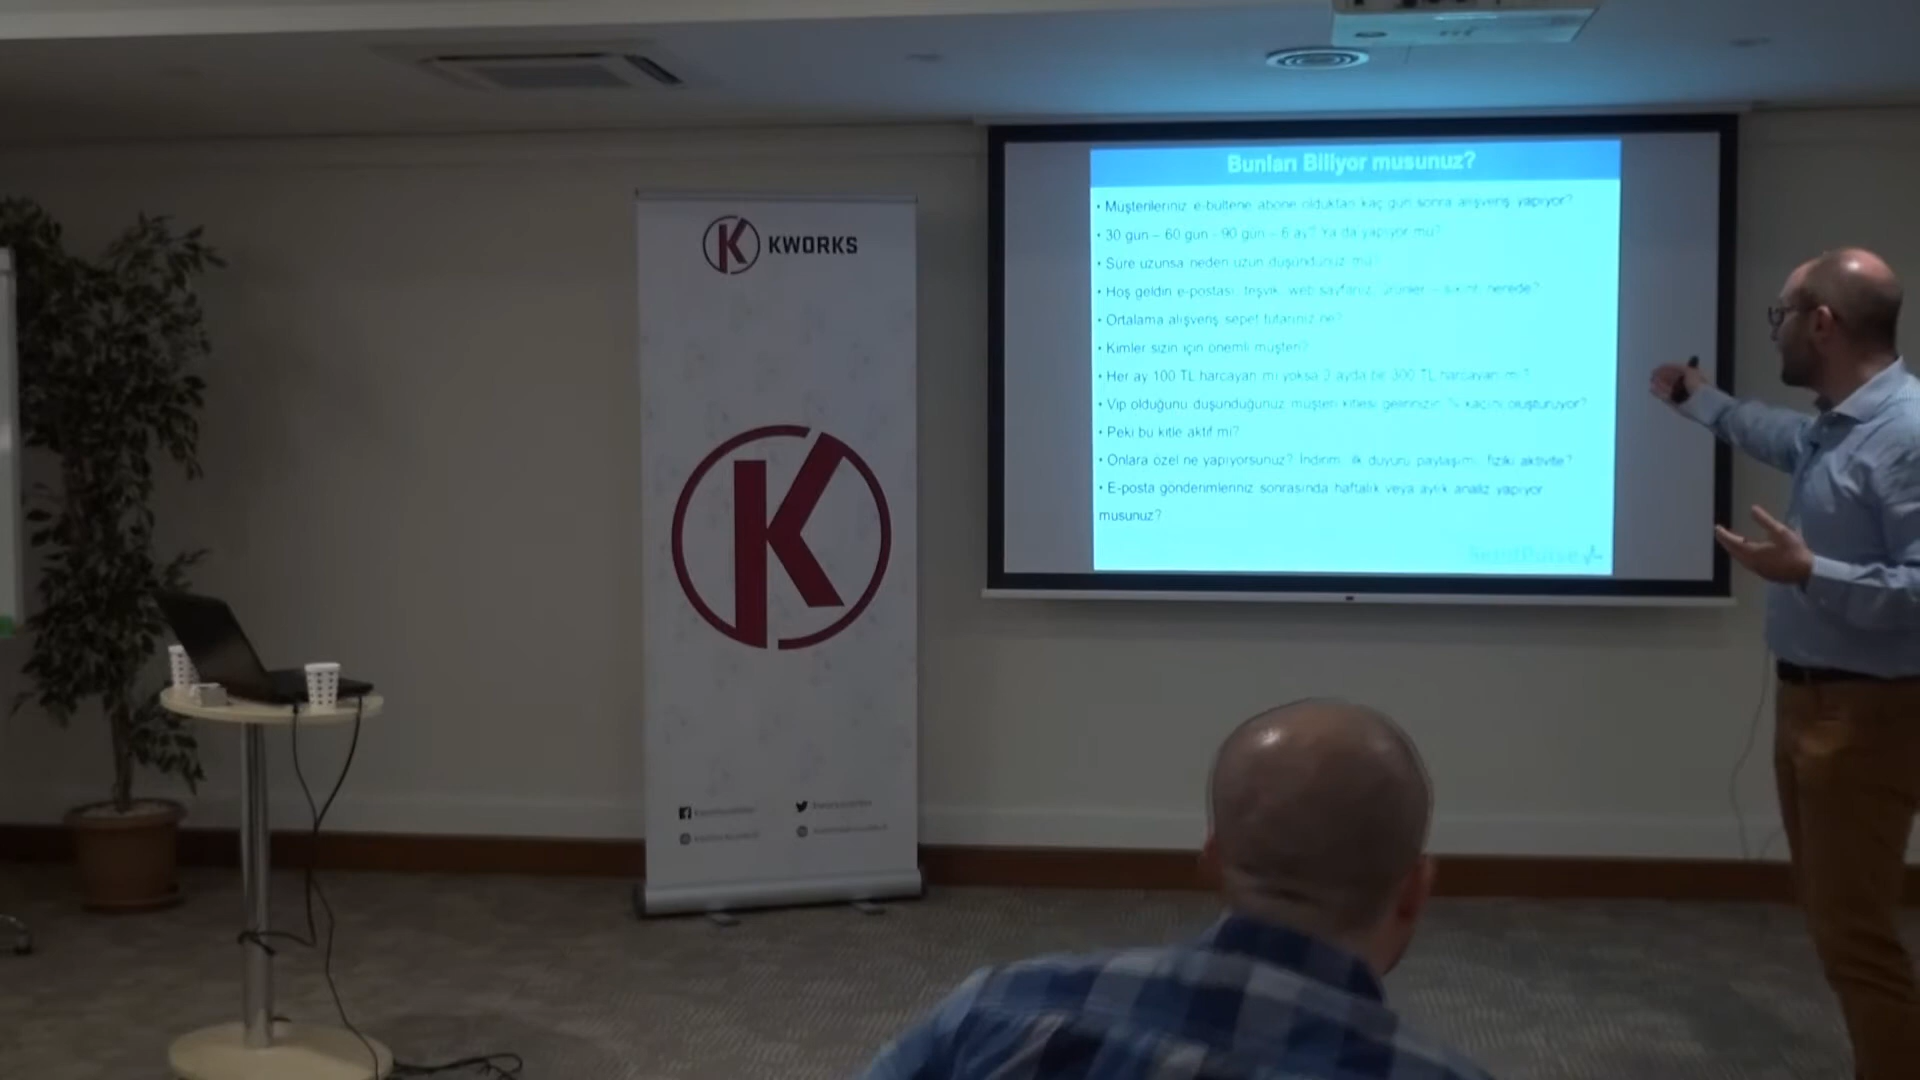 KWORKS
Bunları Biliyor musunuz?
• Müşterileriniz e-bültene abone olduktan kaç gün sonra alışveriş yapıyor?
• 30 gün – 60 gün - 90 gün – 6 ay? Ya da yapıyor mu?
• Süre uzunsa neden uzun düşündünüz mü?
• Hoş geldin e-postası, teşvik, web sayfanız, ürünler – sıkıntı nerede?
• Ortalama alışveriş sepet tutarınız ne?
• Kimler sizin için önemli müşteri?
• Her ay 100 TL harcayan mı yoksa 3 ayda bir 300 TL harcayan mı?
• Vip olduğunu düşündüğünüz müşteri kitlesi gelirinizin % kaçını oluşturuyor?
• Peki bu kitle aktif mi?
• Onlara özel ne yapıyorsunuz? İndirim, ilk duyuru paylaşımı, fiziki aktivite?
• E-posta gönderimleriniz sonrasında haftalık veya aylık analiz yapıyor
musunuz?
SendPulse